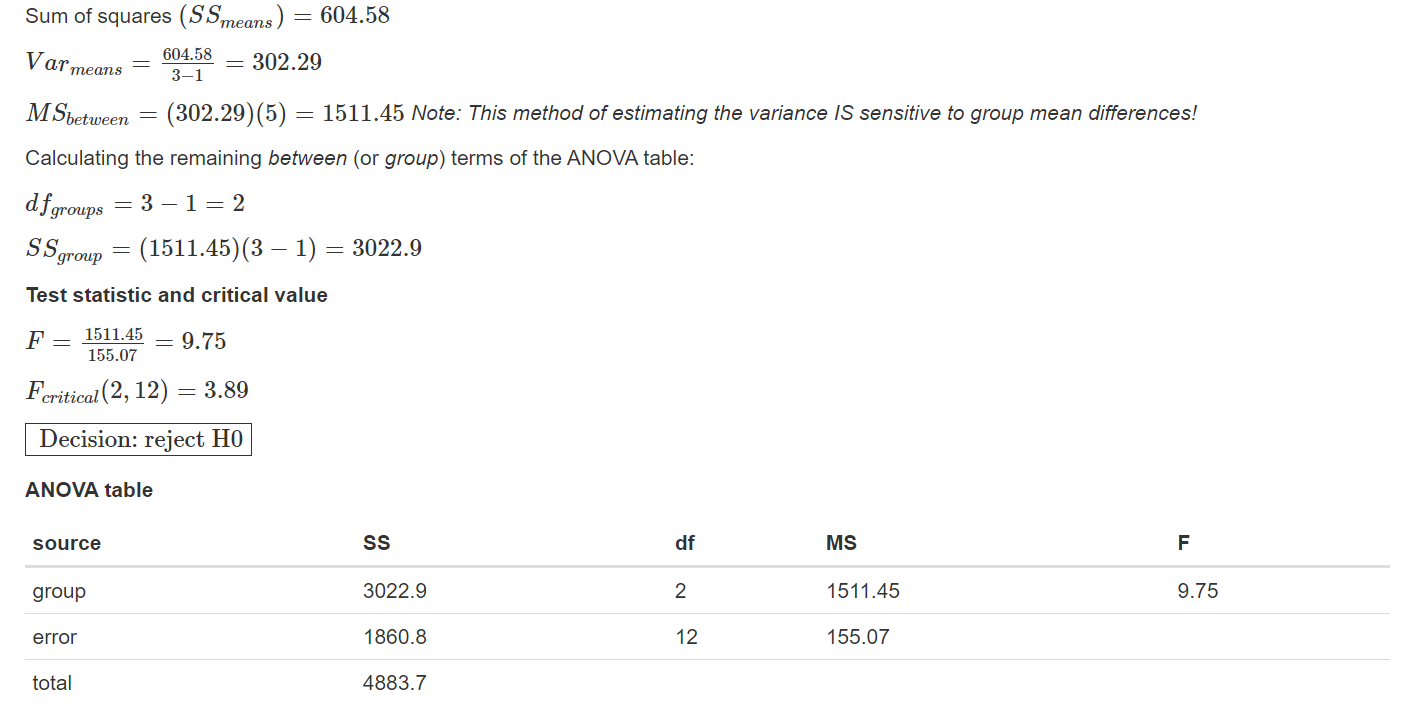 Sum of squares (SS_means) = 604.58
Var_means = 604.58/3−1 = 302.29
MS_between = (302.29)(5) = 1511.45 Note: This method of estimating the variance IS sensitive to group mean differences!
Calculating the remaining between (or group) terms of the ANOVA table:
df_groups = 3 − 1 = 2
SS_group = (1511.45)(3 − 1) = 3022.9
Test statistic and critical value
F = 1511.45/155.07 = 9.75
F_critical(2, 12) = 3.89
Decision: reject H0
ANOVA table
source SS df MS F
group 3022.9 2 1511.45 9.75
error 1860.8 12 155.07
total 4883.7